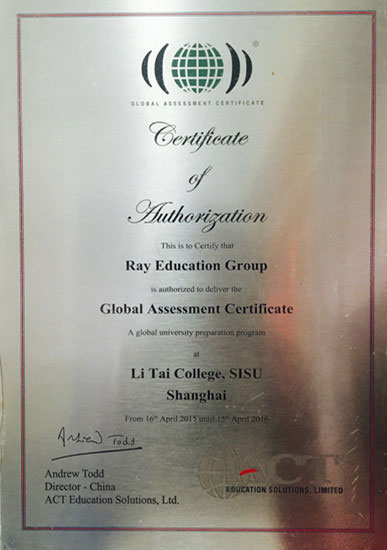 ®
GLOBAL ASSESSMENT CERTIFICATE
Certificate
of
Authorization
This is to Certify that
Ray Education Group
is authorized to deliver the
Global Assessment Certificate
A global university preparation program
at
Li Tai College, SISU
Shanghai
From 16th April 2015 until 15th April 2016
Andrew Todd
Andrew Todd
Director - China
ACT Education Solutions, Ltd.
ACT
EDUCATION SOLUTIONS, LIMITED